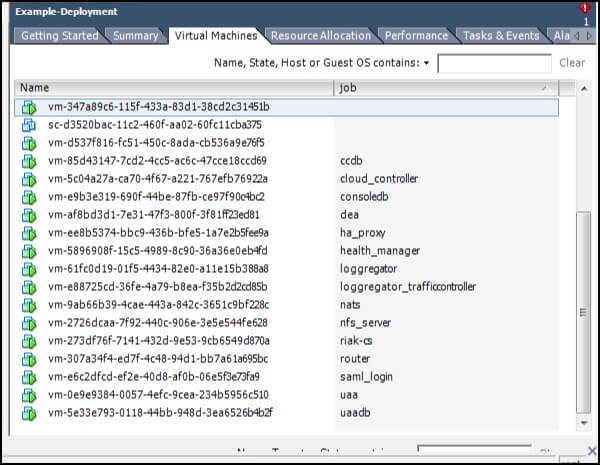 Example-Deployment
1
Getting Started Summary Virtual Machines Resource Allocation Performance Tasks & Events Ala
Name, State, Host or Guest OS contains: Clear
Name job
vm-347a89c6-115f-433a-83d1-38cd2c31451b
sc-d3520bac-11c2-460f-aa02-60fc11cba375
vm-d537f816-fc51-450c-8ada-cb536a9e76f5
vm-85d43147-7cd2-4cc5-ac6c-47cce18ccd69 ccdb
vm-5c04a27a-ca70-4f67-a221-767efb76922a cloud_controller
vm-e9b3e319-690f-44be-87fb-ce97f90c4bc2 consoledb
vm-af8bd3d1-7e31-47f3-800f-3f81ff23ed81 dea
vm-ee8b5374-bbc9-436b-bfe5-1a7e2b5fee9a ha_proxy
vm-5896908f-15c5-4989-8c90-36a36e0eb4fd health_manager
vm-61fc0d19-01f5-4434-82e0-a11e15b388a8 loggregator
vm-e88725cd-36fe-4a79-b8ea-f35b2d2cd85b loggregator_trafficcontroller
vm-9ab66b39-4cae-443a-842c-3651c9bf228c nats
vm-2726dcaa-7f92-440c-906e-3e5e544fe628 nfs_server
vm-273df76f-7141-432d-9e53-9cb6549d870a riak-cs
vm-307a34f4-ed7f-4c48-94d1-bb7a61a695bc router
vm-e6c2dfcd-ef2e-40d8-af0b-06e5f3e73fa9 saml_login
vm-0e9e9384-0057-4efc-9cea-234b5956c510 uaa
vm-5e33e793-0118-44bb-948d-3ea6526b4b2f uaadb